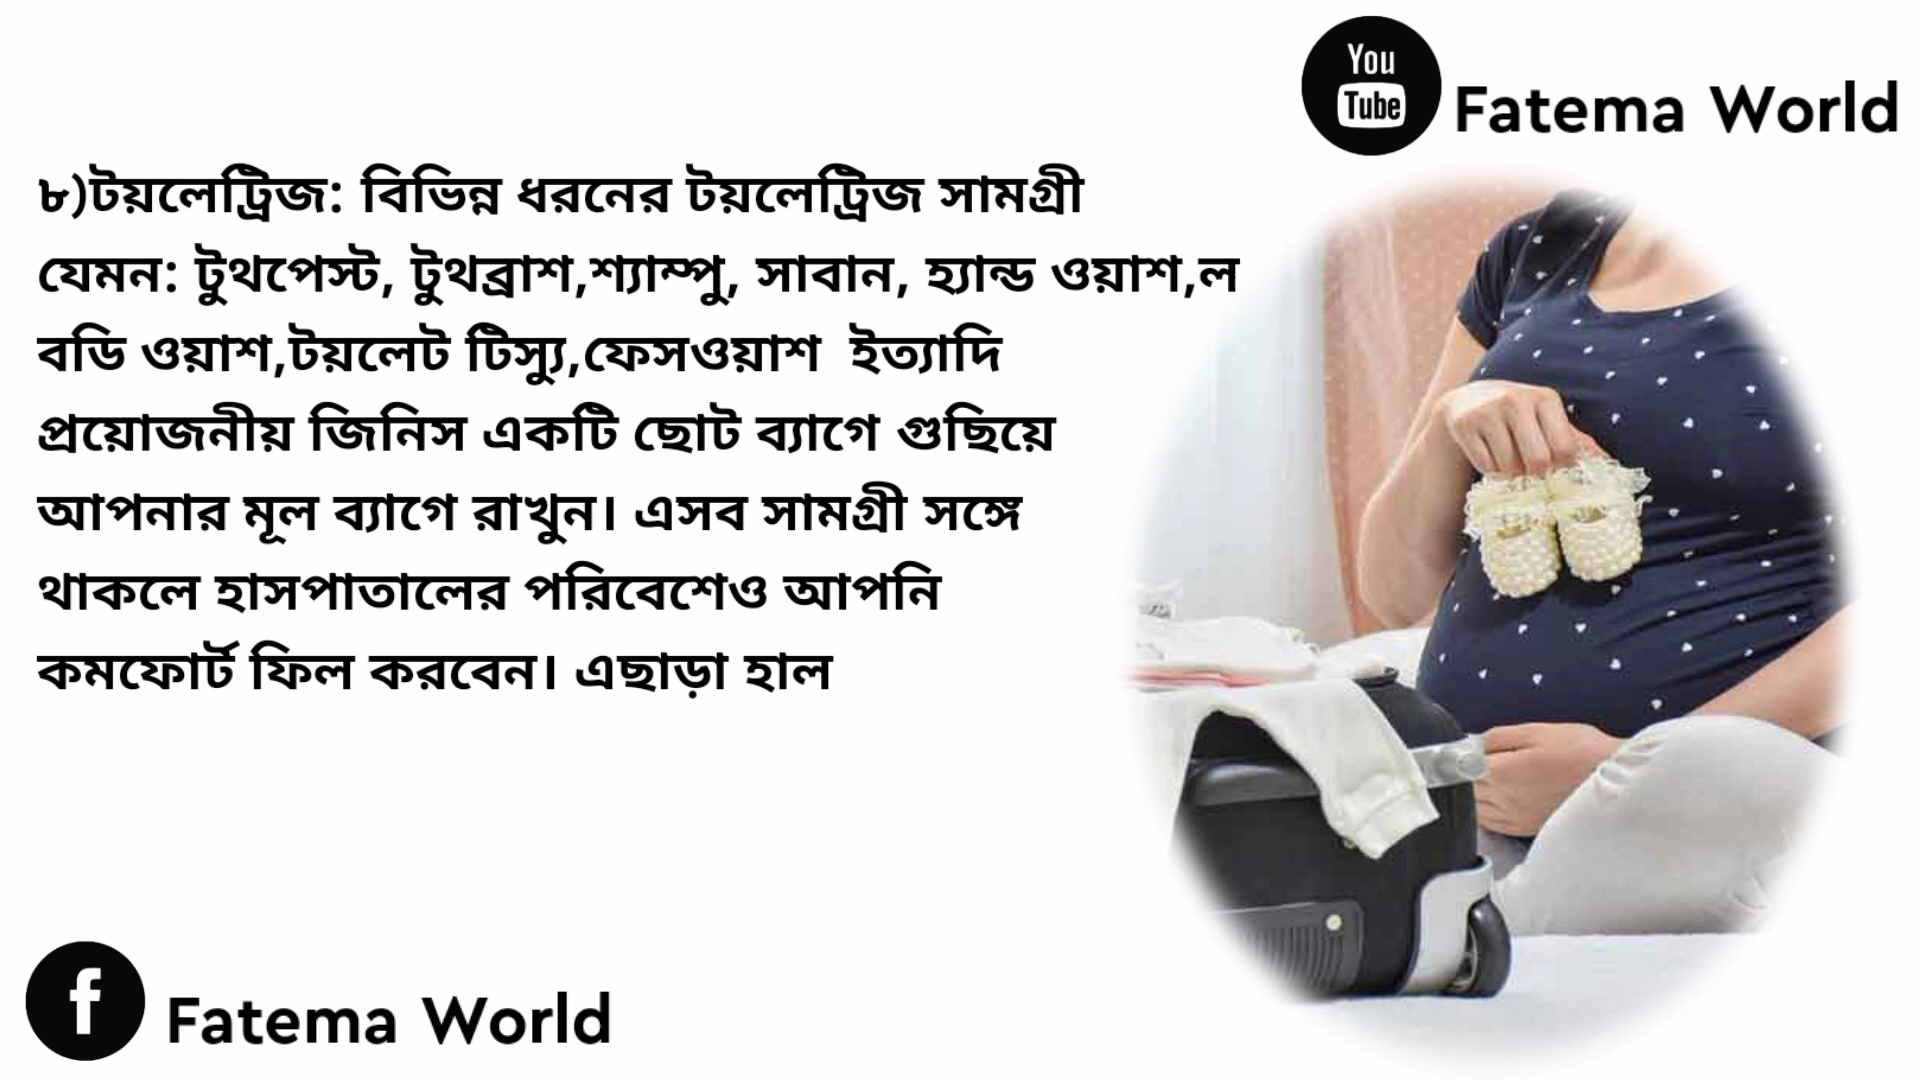 You
Tube
Fatema World
৮)টয়লেট্রিজ: বিভিন্ন ধরনের টয়লেট্রিজ সামগ্রী
যেমন: টুথপেস্ট, টুথব্রাশ,শ্যাম্পু, সাবান, হ্যান্ড ওয়াশ,ল
বডি ওয়াশ,টয়লেট টিস্যু,ফেসওয়াশ  ইত্যাদি
প্রয়োজনীয় জিনিস একটি ছোট ব্যাগে গুছিয়ে
আপনার মূল ব্যাগে রাখুন। এসব সামগ্রী সঙ্গে
থাকলে হাসপাতালের পরিবেশেও আপনি
কমফোর্ট ফিল করবেন। এছাড়া হাল
f Fatema World